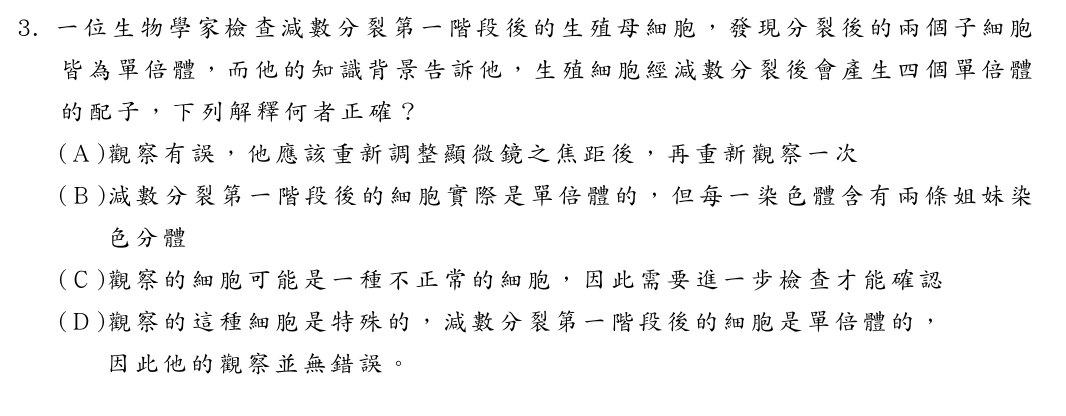 3. 一位生物學家檢查減數分裂第一階段後的生殖母細胞，發現分裂後的兩個子細胞
皆為單倍體，而他的知識背景告訴他，生殖細胞經減數分裂後會產生四個單倍體
的配子，下列解釋何者正確？
(A)觀察有誤，他應該重新調整顯微鏡之焦距後，再重新觀察一次
(B)減數分裂第一階段後的細胞實際是單倍體的，但每一染色體含有兩條姐妹染
色分體
(C)觀察的細胞可能是一種不正常的細胞，因此需要進一步檢查才能確認
(D)觀察的這種細胞是特殊的，減數分裂第一階段後的細胞是單倍體的，
因此他的觀察並無錯誤。